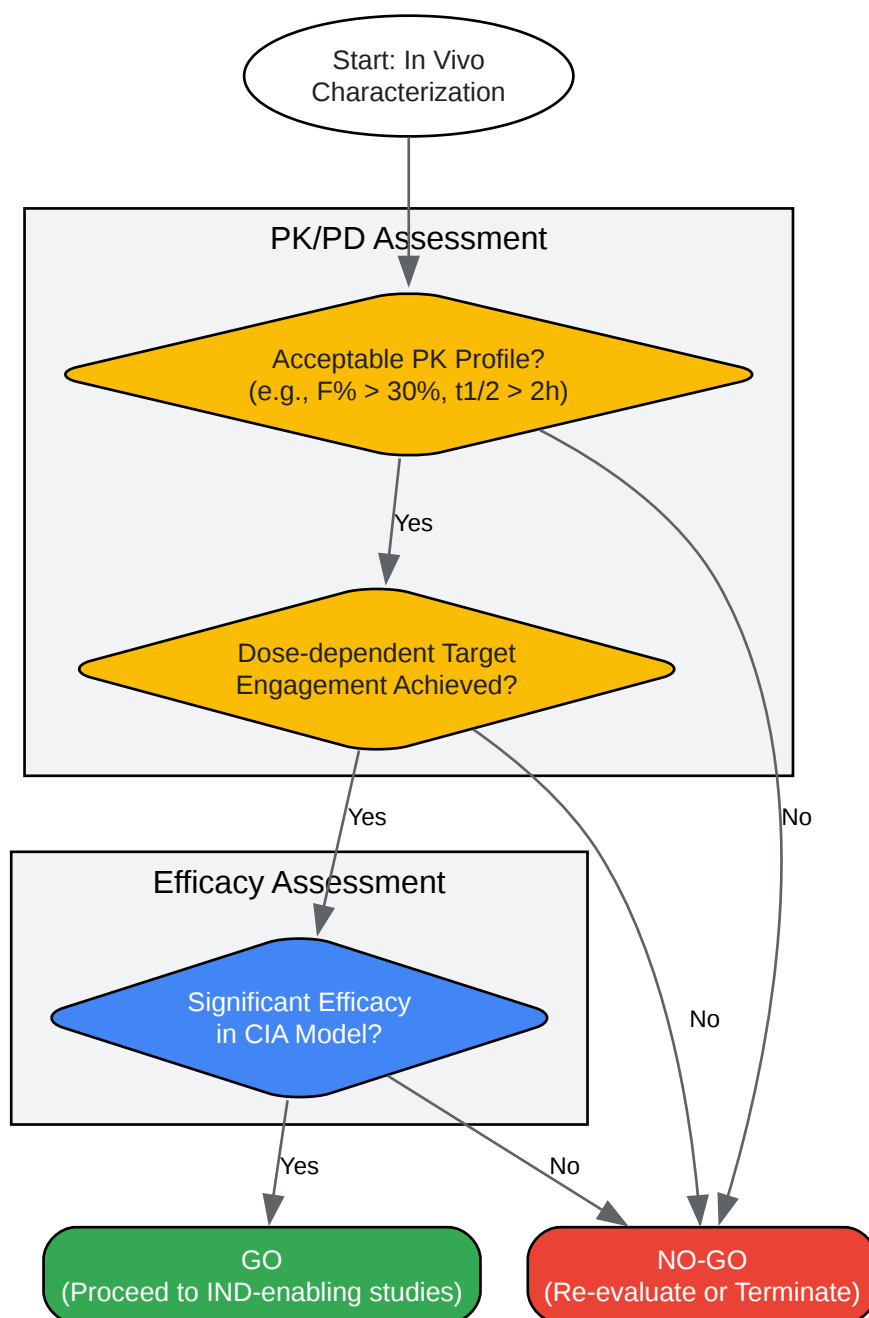 Start: In Vivo
Characterization
PK/PD Assessment
Acceptable PK Profile?
(e.g., F% > 30%, t1/2 > 2h)
Yes
Dose-dependent Target
Engagement Achieved?
Yes
No
Efficacy Assessment
Significant Efficacy
in CIA Model?
No
Yes
No
GO
(Proceed to IND-enabling studies)
NO-GO
(Re-evaluate or Terminate)